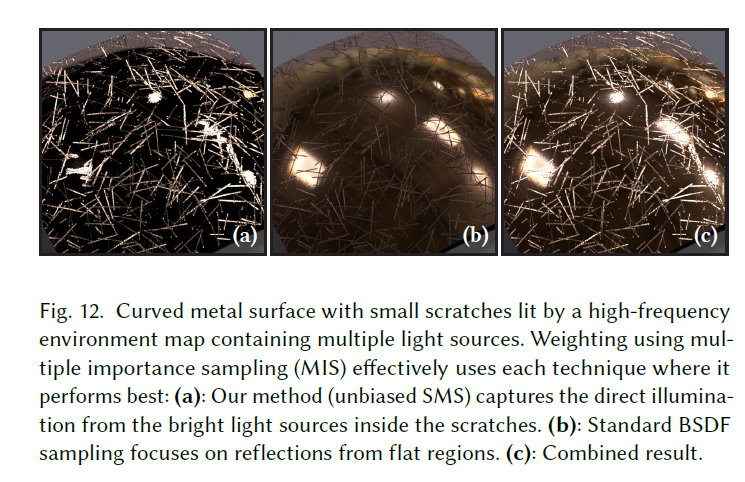 (a)
(b)
(c)
Fig. 12. Curved metal surface with small scratches lit by a high-frequency
environment map containing multiple light sources. Weighting using mul-
tiple importance sampling (MIS) effectively uses each technique where it
performs best: (a): Our method (unbiased SMS) captures the direct illumina-
tion from the bright light sources inside the scratches. (b): Standard BSDF
sampling focuses on reflections from flat regions. (c): Combined result.